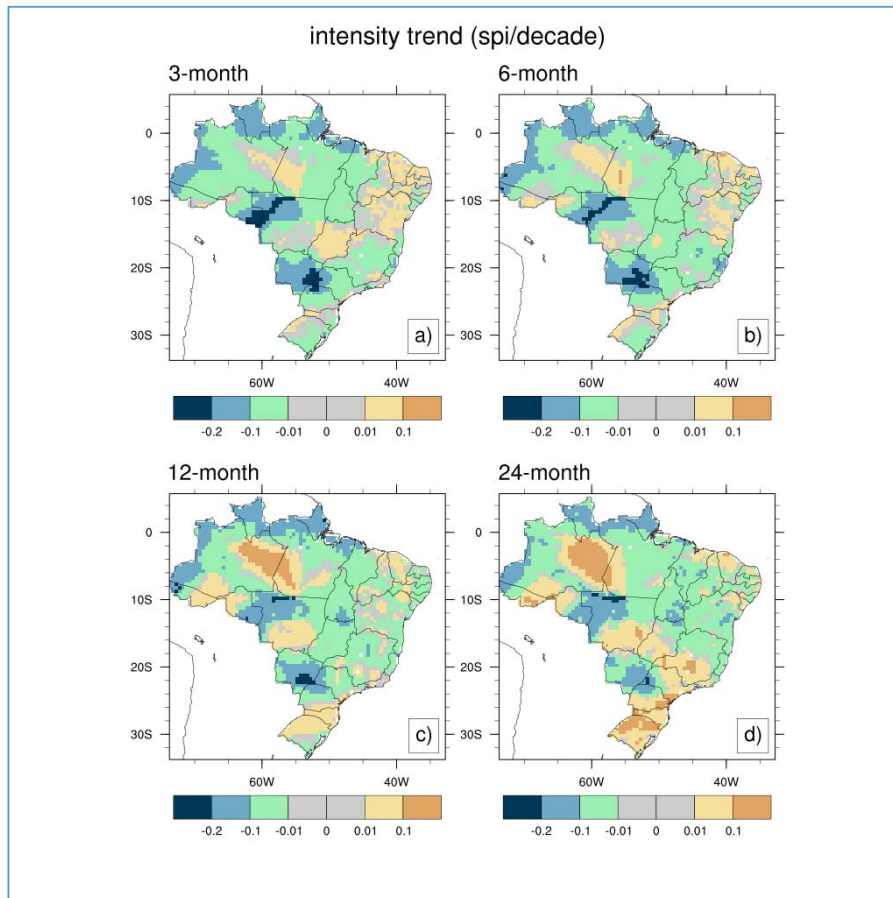 intensity trend (spi/decade)
3-month
6-month
0
10S
20S
30S
a)
0
10S
20S
30S
b)
60W
40W
60W
40W
-0.2
-0.1
-0.01
0
0.01
0.1
-0.2
-0.1
-0.01
0
0.01
0.1
12-month
24-month
0
10S
20S
30S
c)
0
10S
20S
30S
d)
60W
40W
60W
40W
-0.2
-0.1
-0.01
0
0.01
0.1
-0.2
-0.1
-0.01
0
0.01
0.1